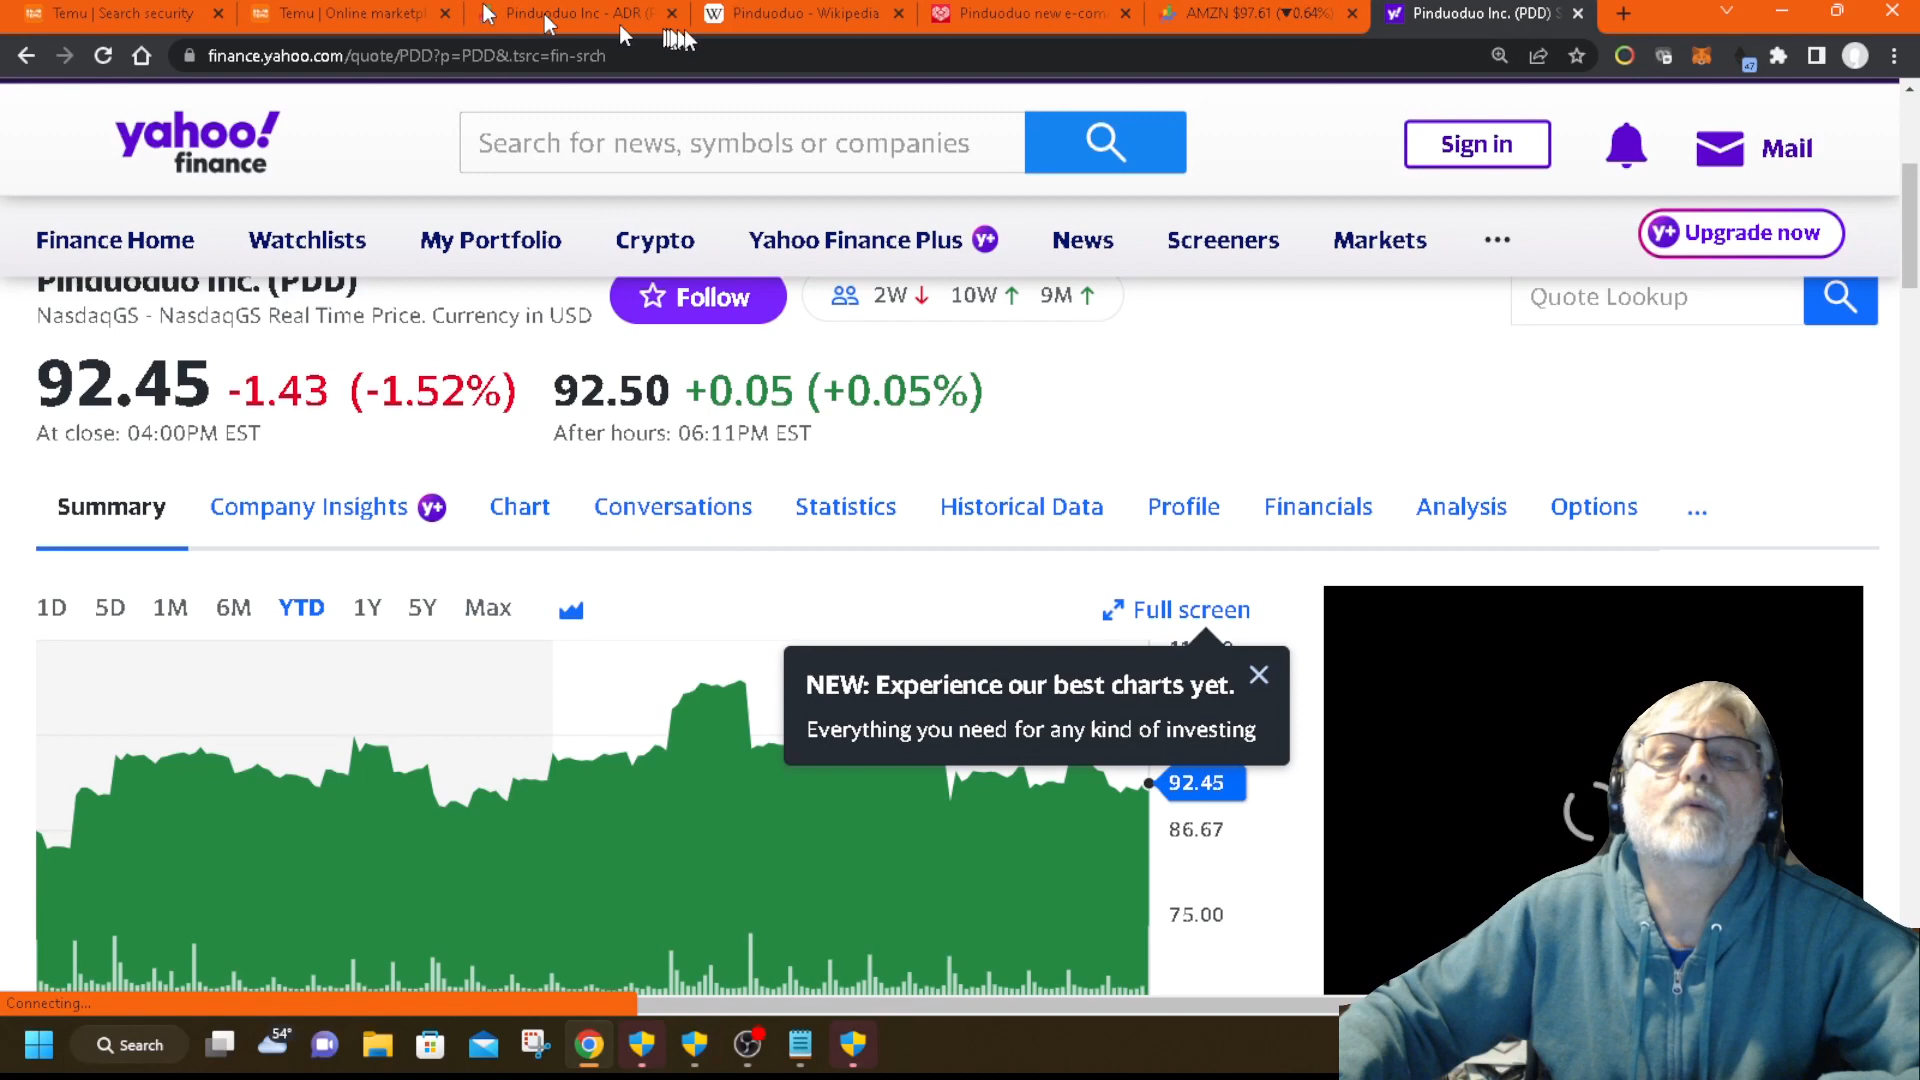 Temu | Search security
Temu | Online marketpl
Pinduoduo Inc - ADR (F
Pinduoduo - Wikipedia
Pinduoduo new e-com
AMZN $97.61 (▼0.64%)
Pinduoduo Inc. (PDD) S
finance.yahoo.com/quote/PDD?p=PDD&.tsrc=fin-srch
47
yahoo!
finance
Search for news, symbols or companies
Sign in
Mail
Finance Home
Watchlists
My Portfolio
Crypto
Yahoo Finance Plus y+
News
Screeners
Markets
...
y+ Upgrade now
Pinduoduo Inc. (PDD)
NasdaqGS - NasdaqGS Real Time Price. Currency in USD
Follow
2W↓ 10W↑ 9M↑
Quote Lookup
92.45 -1.43 (-1.52%)
92.50 +0.05 (+0.05%)
At close: 04:00PM EST
After hours: 06:11PM EST
Summary
Company Insights y+
Chart
Conversations
Statistics
Historical Data
Profile
Financials
Analysis
Options
...
1D 5D 1M 6M YTD 1Y 5Y Max
Full screen
NEW: Experience our best charts yet.
Everything you need for any kind of investing
92.45
86.67
75.00
Connecting...
Search
54°